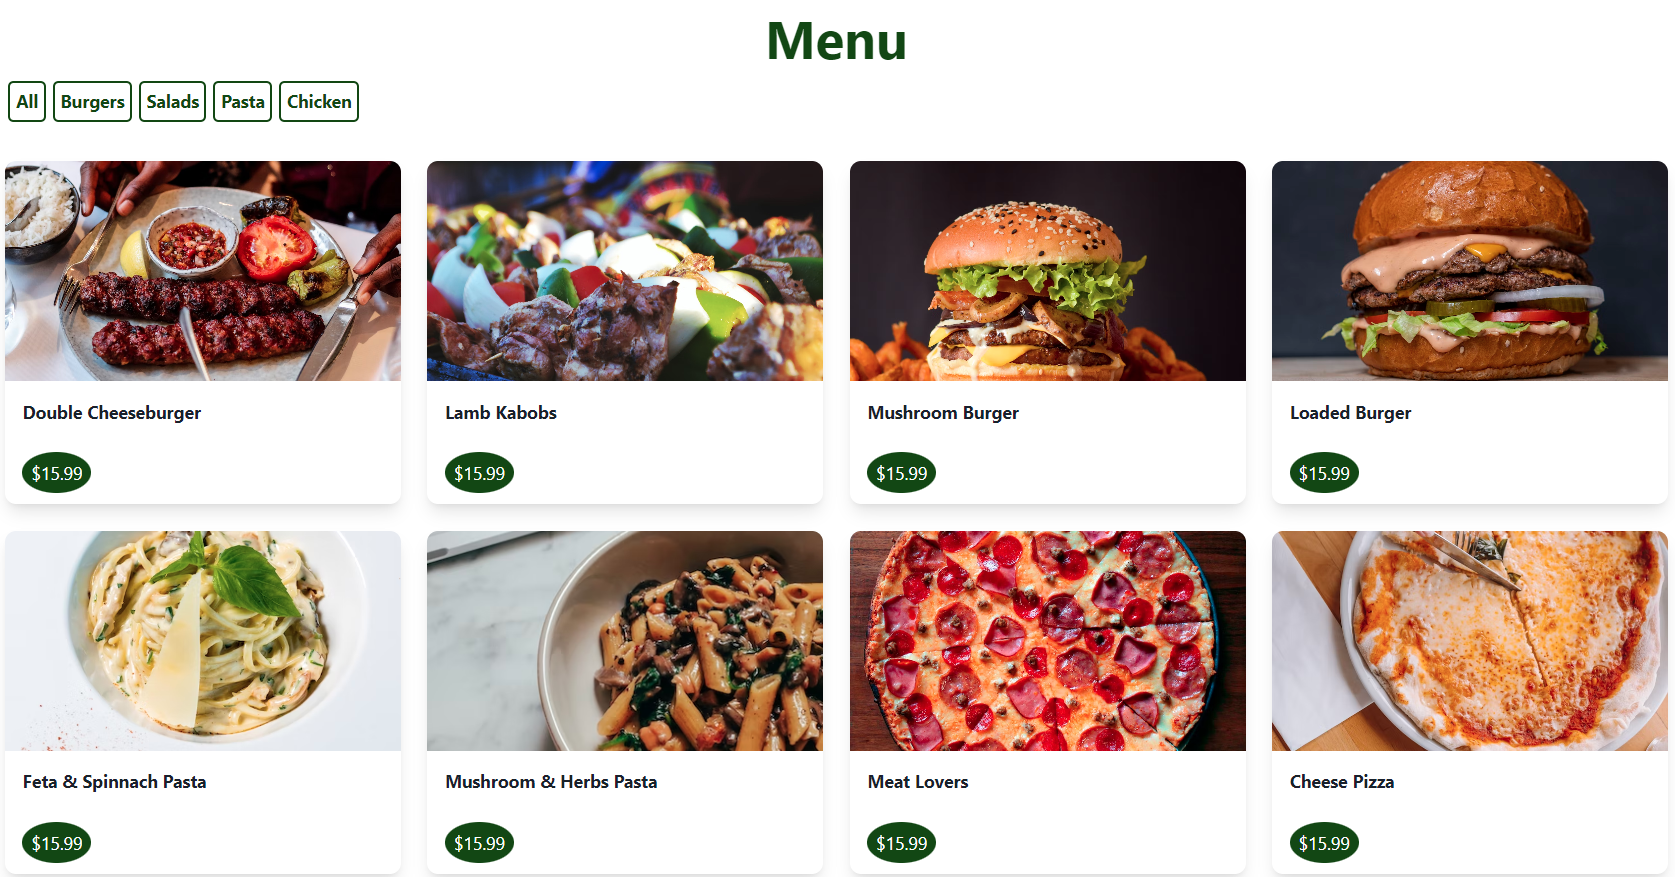 Menu
All Burgers Salads Pasta Chicken
Double Cheeseburger
$15.99
Lamb Kabobs
$15.99
Mushroom Burger
$15.99
Loaded Burger
$15.99
Feta & Spinnach Pasta
$15.99
Mushroom & Herbs Pasta
$15.99
Meat Lovers
$15.99
Cheese Pizza
$15.99